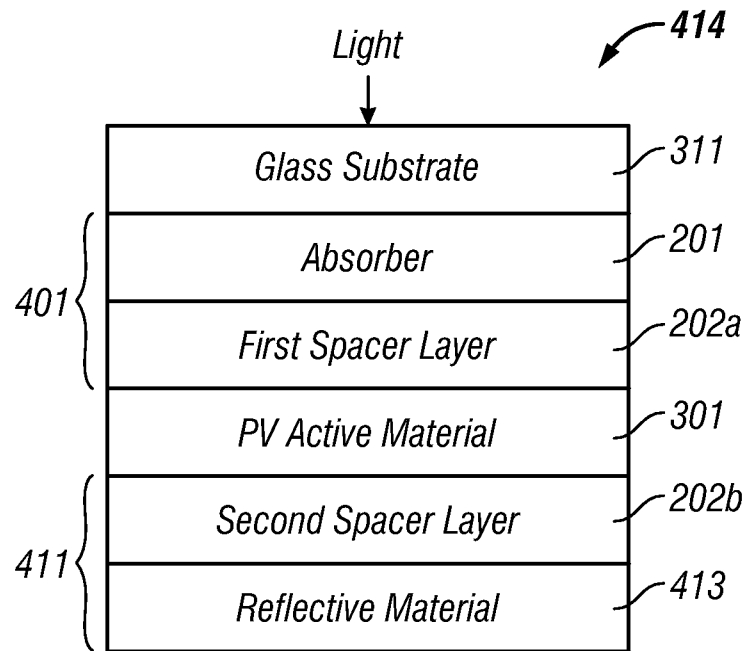 414
Light
Glass Substrate 311
Absorber 201
401
First Spacer Layer 202a
PV Active Material 301
Second Spacer Layer 202b
411
Reflective Material 413